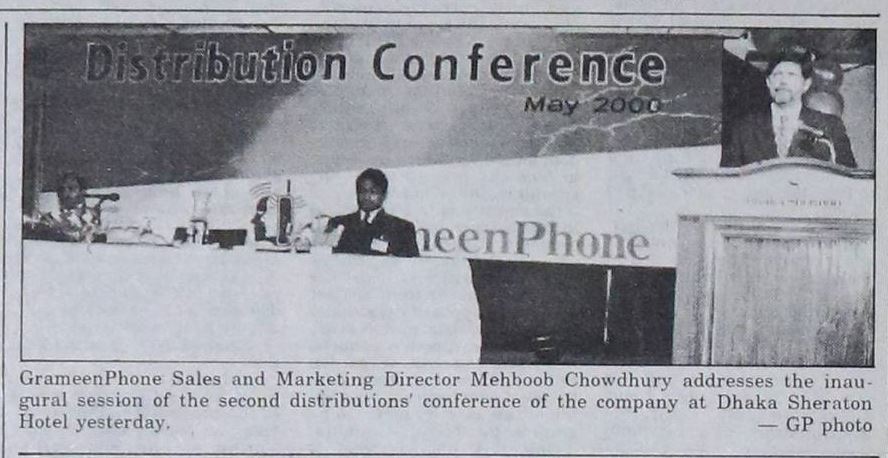 Distribution Conference
May 2000
meenPhone
GrameenPhone Sales and Marketing Director Mehboob Chowdhury addresses the inau-
gural session of the second distributions' conference of the company at Dhaka Sheraton
Hotel yesterday. — GP photo